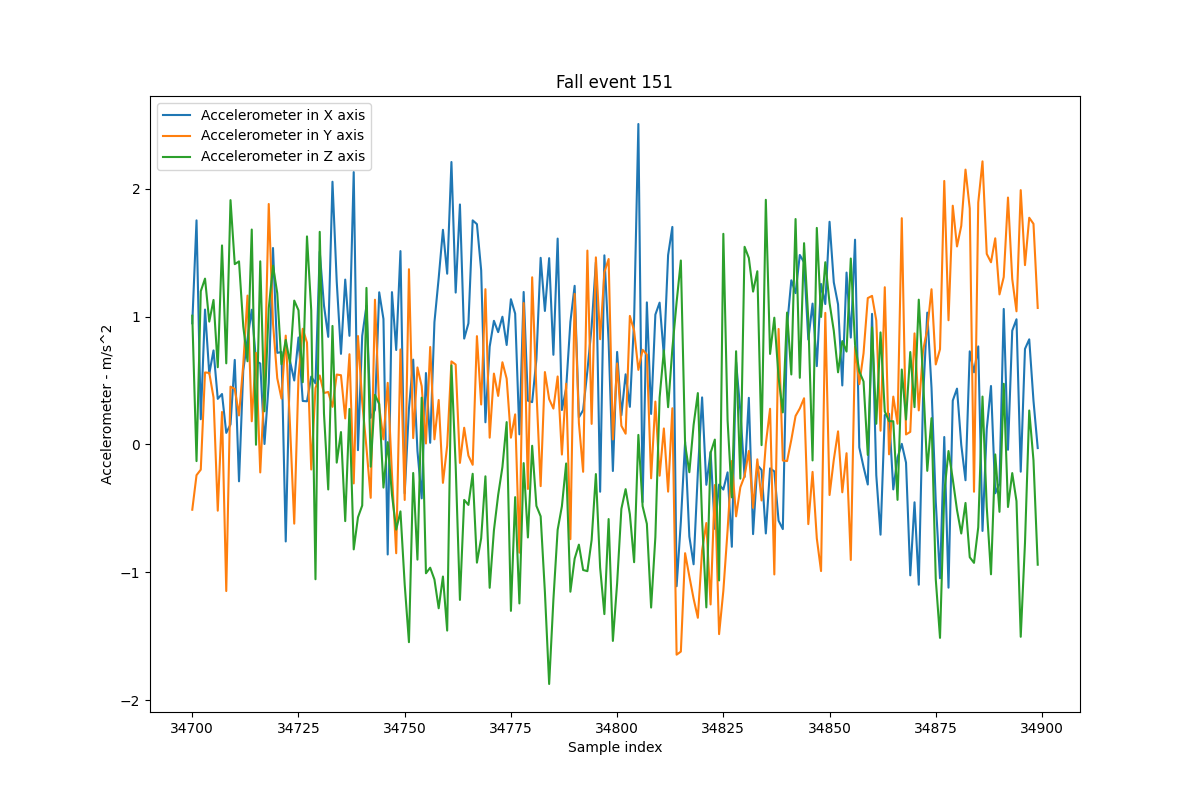 Fall event 151
Accelerometer in X axis
Accelerometer in Y axis
Accelerometer in Z axis
Accelerometer - m/s^2
2
1
0
−1
−2
34700 34725 34750 34775 34800 34825 34850 34875 34900
Sample index